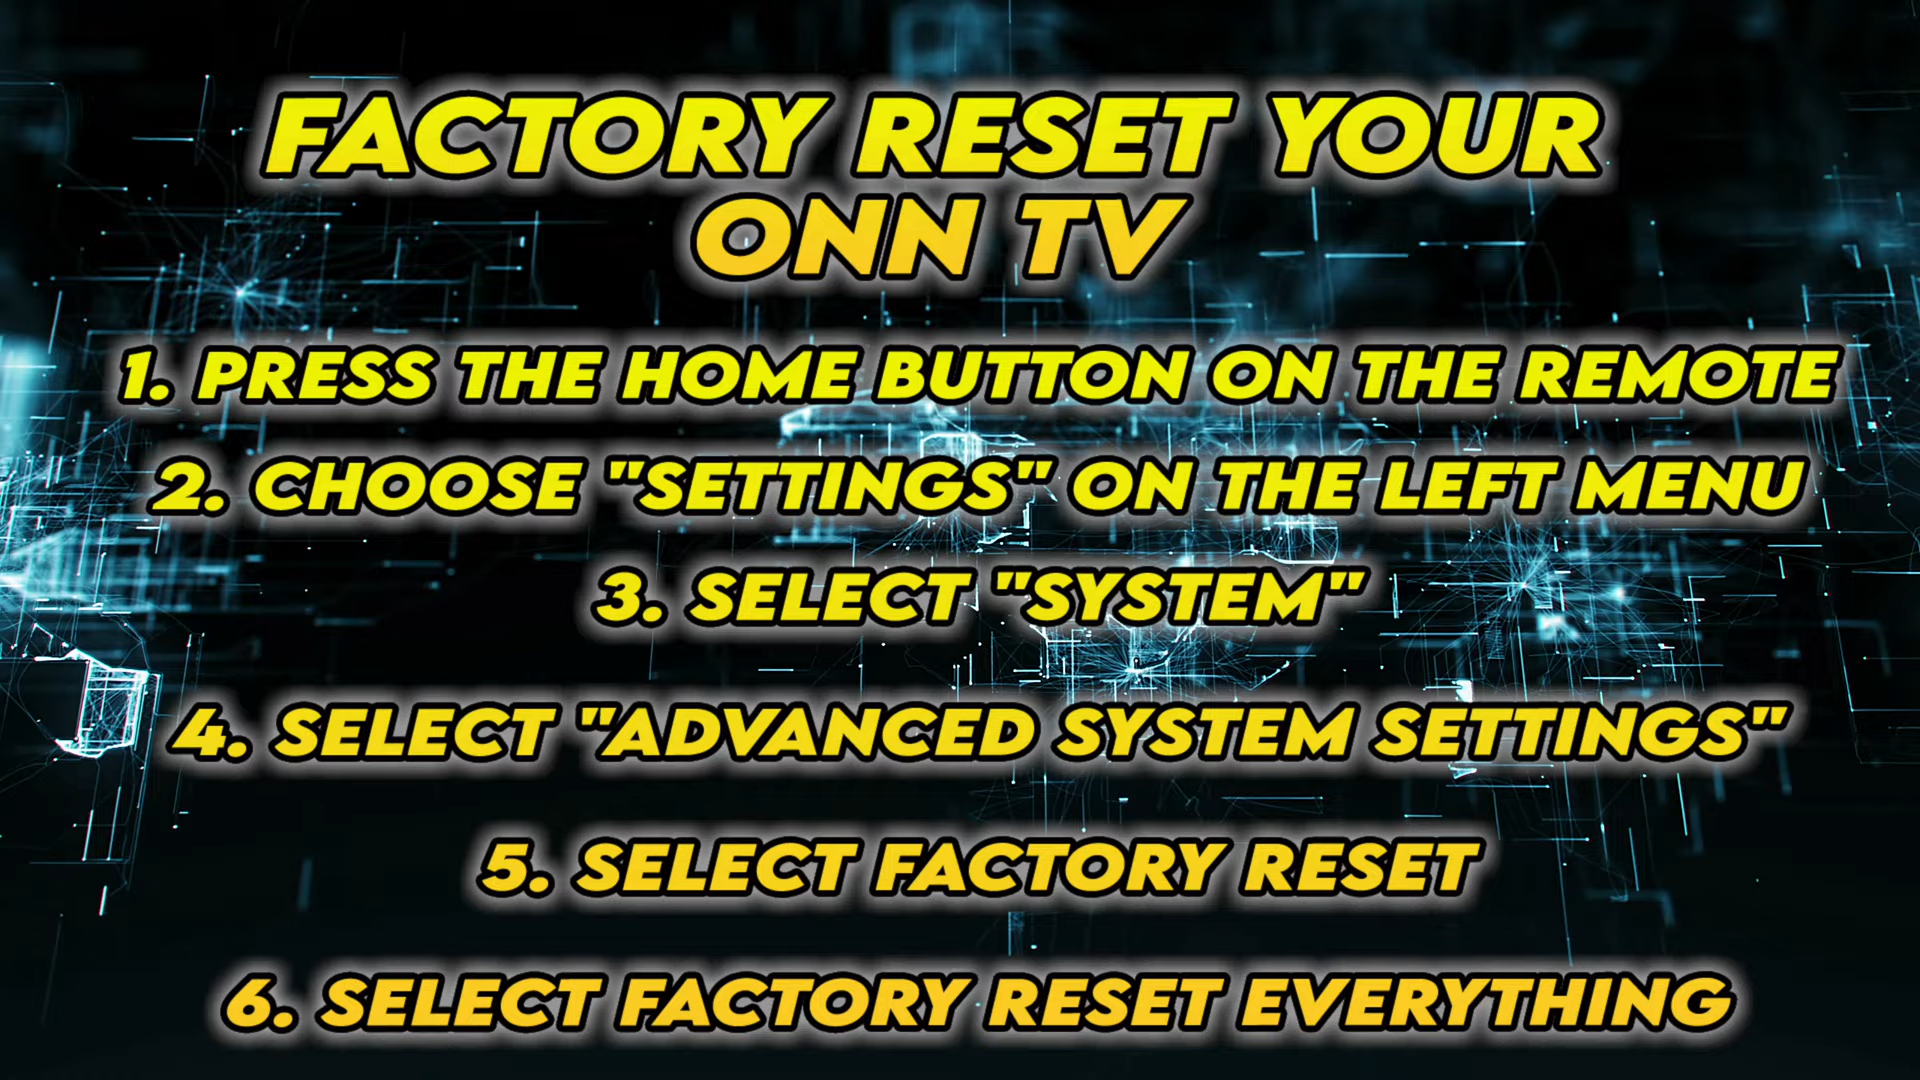 FACTORY RESET YOUR
ONN TV
1. PRESS THE HOME BUTTON ON THE REMOTE
2. CHOOSE "SETTINGS" ON THE LEFT MENU
3. SELECT "SYSTEM"
4. SELECT "ADVANCED SYSTEM SETTINGS"
5. SELECT FACTORY RESET
6. SELECT FACTORY RESET EVERYTHING